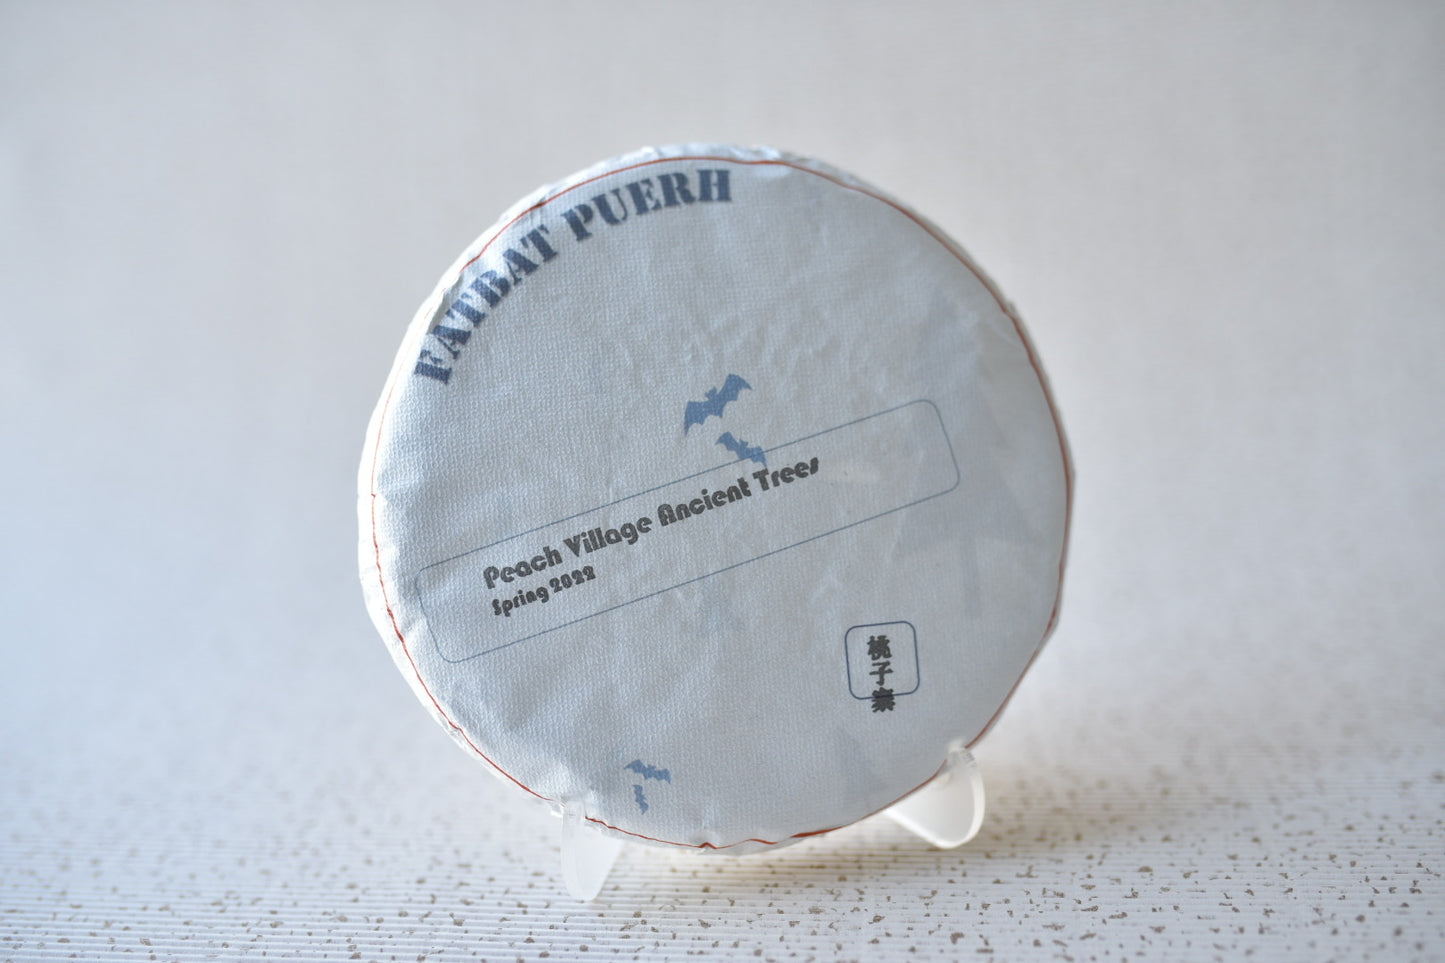 FATBAT PUERH
Peach Village Ancient Trees
Spring 2022
桃子寨